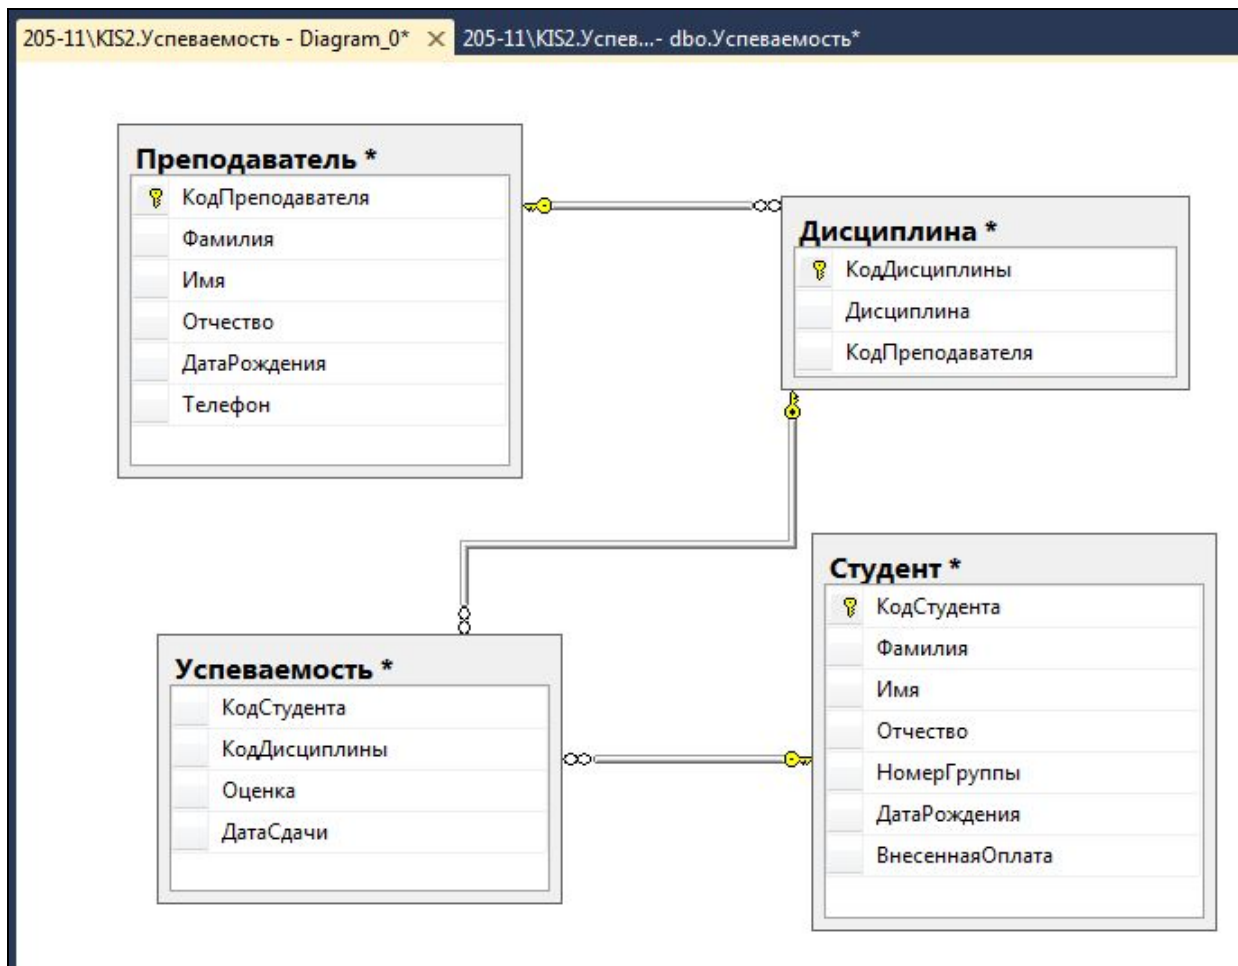 205-11\KIS2.Успеваемость - Diagram_0*
205-11\KIS2.Успев...- dbo.Успеваемость*
Преподаватель *
КодПреподавателя
Фамилия
Имя
Отчество
ДатаРождения
Телефон
Дисциплина *
КодДисциплины
Дисциплина
КодПреподавателя
Успеваемость *
КодСтудента
КодДисциплины
Оценка
ДатаСдачи
Студент *
КодСтудента
Фамилия
Имя
Отчество
НомерГруппы
ДатаРождения
ВнесеннаяОплата